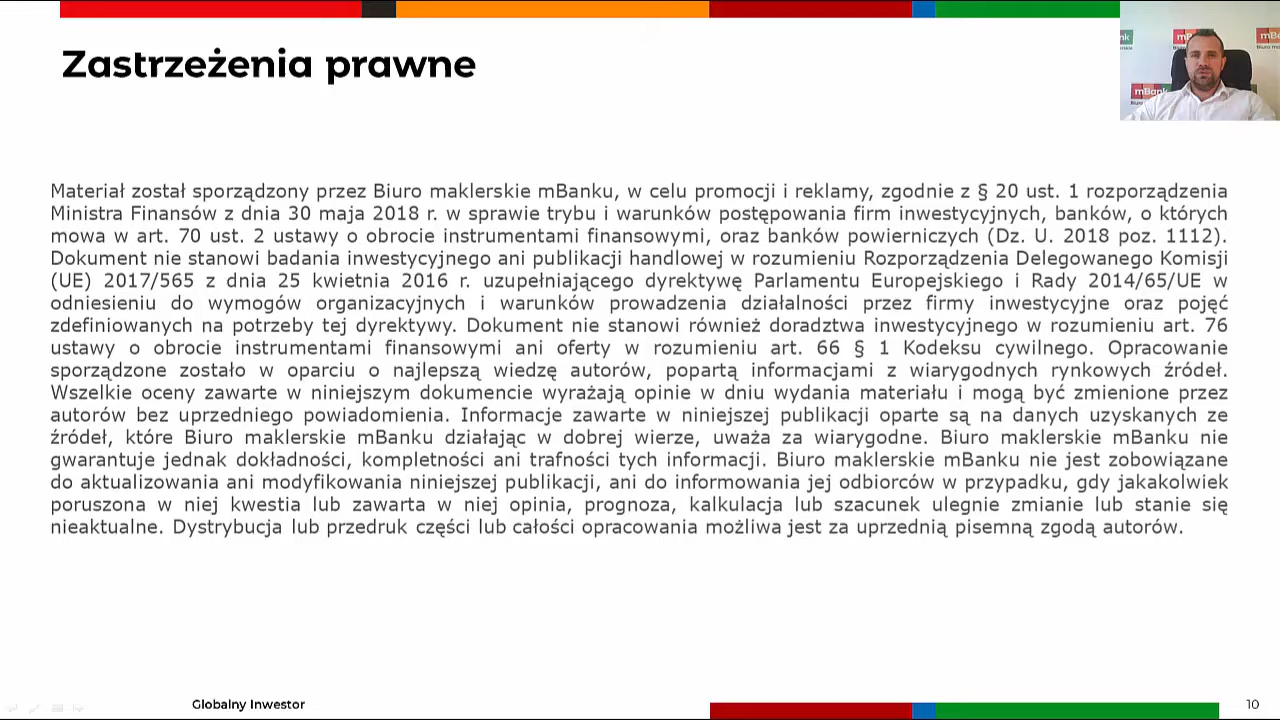 Zastrzeżenia prawne
mBank
Materiał został sporządzony przez Biuro maklerskie mBanku, w celu promocji i reklamy, zgodnie z § 20 ust. 1 rozporządzenia
Ministra Finansów z dnia 30 maja 2018 r. w sprawie trybu i warunków postępowania firm inwestycyjnych, banków, o których
mowa w art. 70 ust. 2 ustawy o obrocie instrumentami finansowymi, oraz banków powierniczych (Dz. U. 2018 poz. 1112).
Dokument nie stanowi badania inwestycyjnego ani publikacji handlowej w rozumieniu Rozporządzenia Delegowanego Komisji
(UE) 2017/565 z dnia 25 kwietnia 2016 r. uzupełniającego dyrektywę Parlamentu Europejskiego i Rady 2014/65/UE w
odniesieniu do wymogów organizacyjnych i warunków prowadzenia działalności przez firmy inwestycyjne oraz pojęć
zdefiniowanych na potrzeby tej dyrektywy. Dokument nie stanowi również doradztwa inwestycyjnego w rozumieniu art. 76
ustawy o obrocie instrumentami finansowymi ani oferty w rozumieniu art. 66 § 1 Kodeksu cywilnego. Opracowanie
sporządzone zostało w oparciu o najlepszą wiedzę autorów, popartą informacjami z wiarygodnych rynkowych źródeł.
Wszelkie oceny zawarte w niniejszym dokumencie wyrażają opinie w dniu wydania materiału i mogą być zmienione przez
autorów bez uprzedniego powiadomienia. Informacje zawarte w niniejszej publikacji oparte są na danych uzyskanych ze
źródeł, które Biuro maklerskie mBanku działając w dobrej wierze, uważa za wiarygodne. Biuro maklerskie mBanku nie
gwarantuje jednak dokładności, kompletności ani trafności tych informacji. Biuro maklerskie mBanku nie jest zobowiązane
do aktualizowania ani modyfikowania niniejszej publikacji, ani do informowania jej odbiorców w przypadku, gdy jakakolwiek
poruszona w niej kwestia lub zawarta w niej opinia, prognoza, kalkulacja lub szacunek ulegnie zmianie lub stanie się
nieaktualne. Dystrybucja lub przedruk części lub całości opracowania możliwa jest za uprzednią pisemną zgodą autorów.
Globalny Inwestor
10